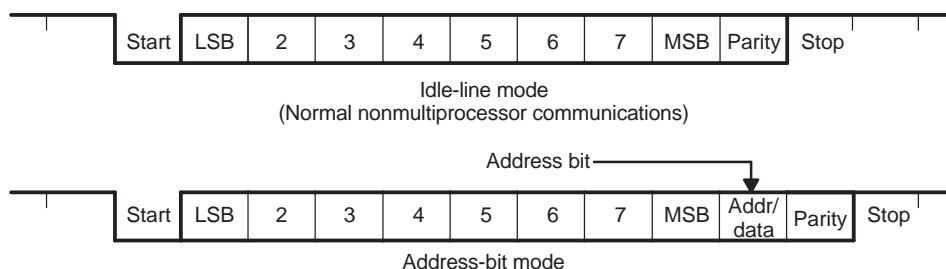 Start LSB 2 3 4 5 6 7 MSB Parity Stop
Idle-line mode
(Normal nonmultiprocessor communications)
Address bit
Start LSB 2 3 4 5 6 7 MSB Addr/
data Parity Stop
Address-bit mode